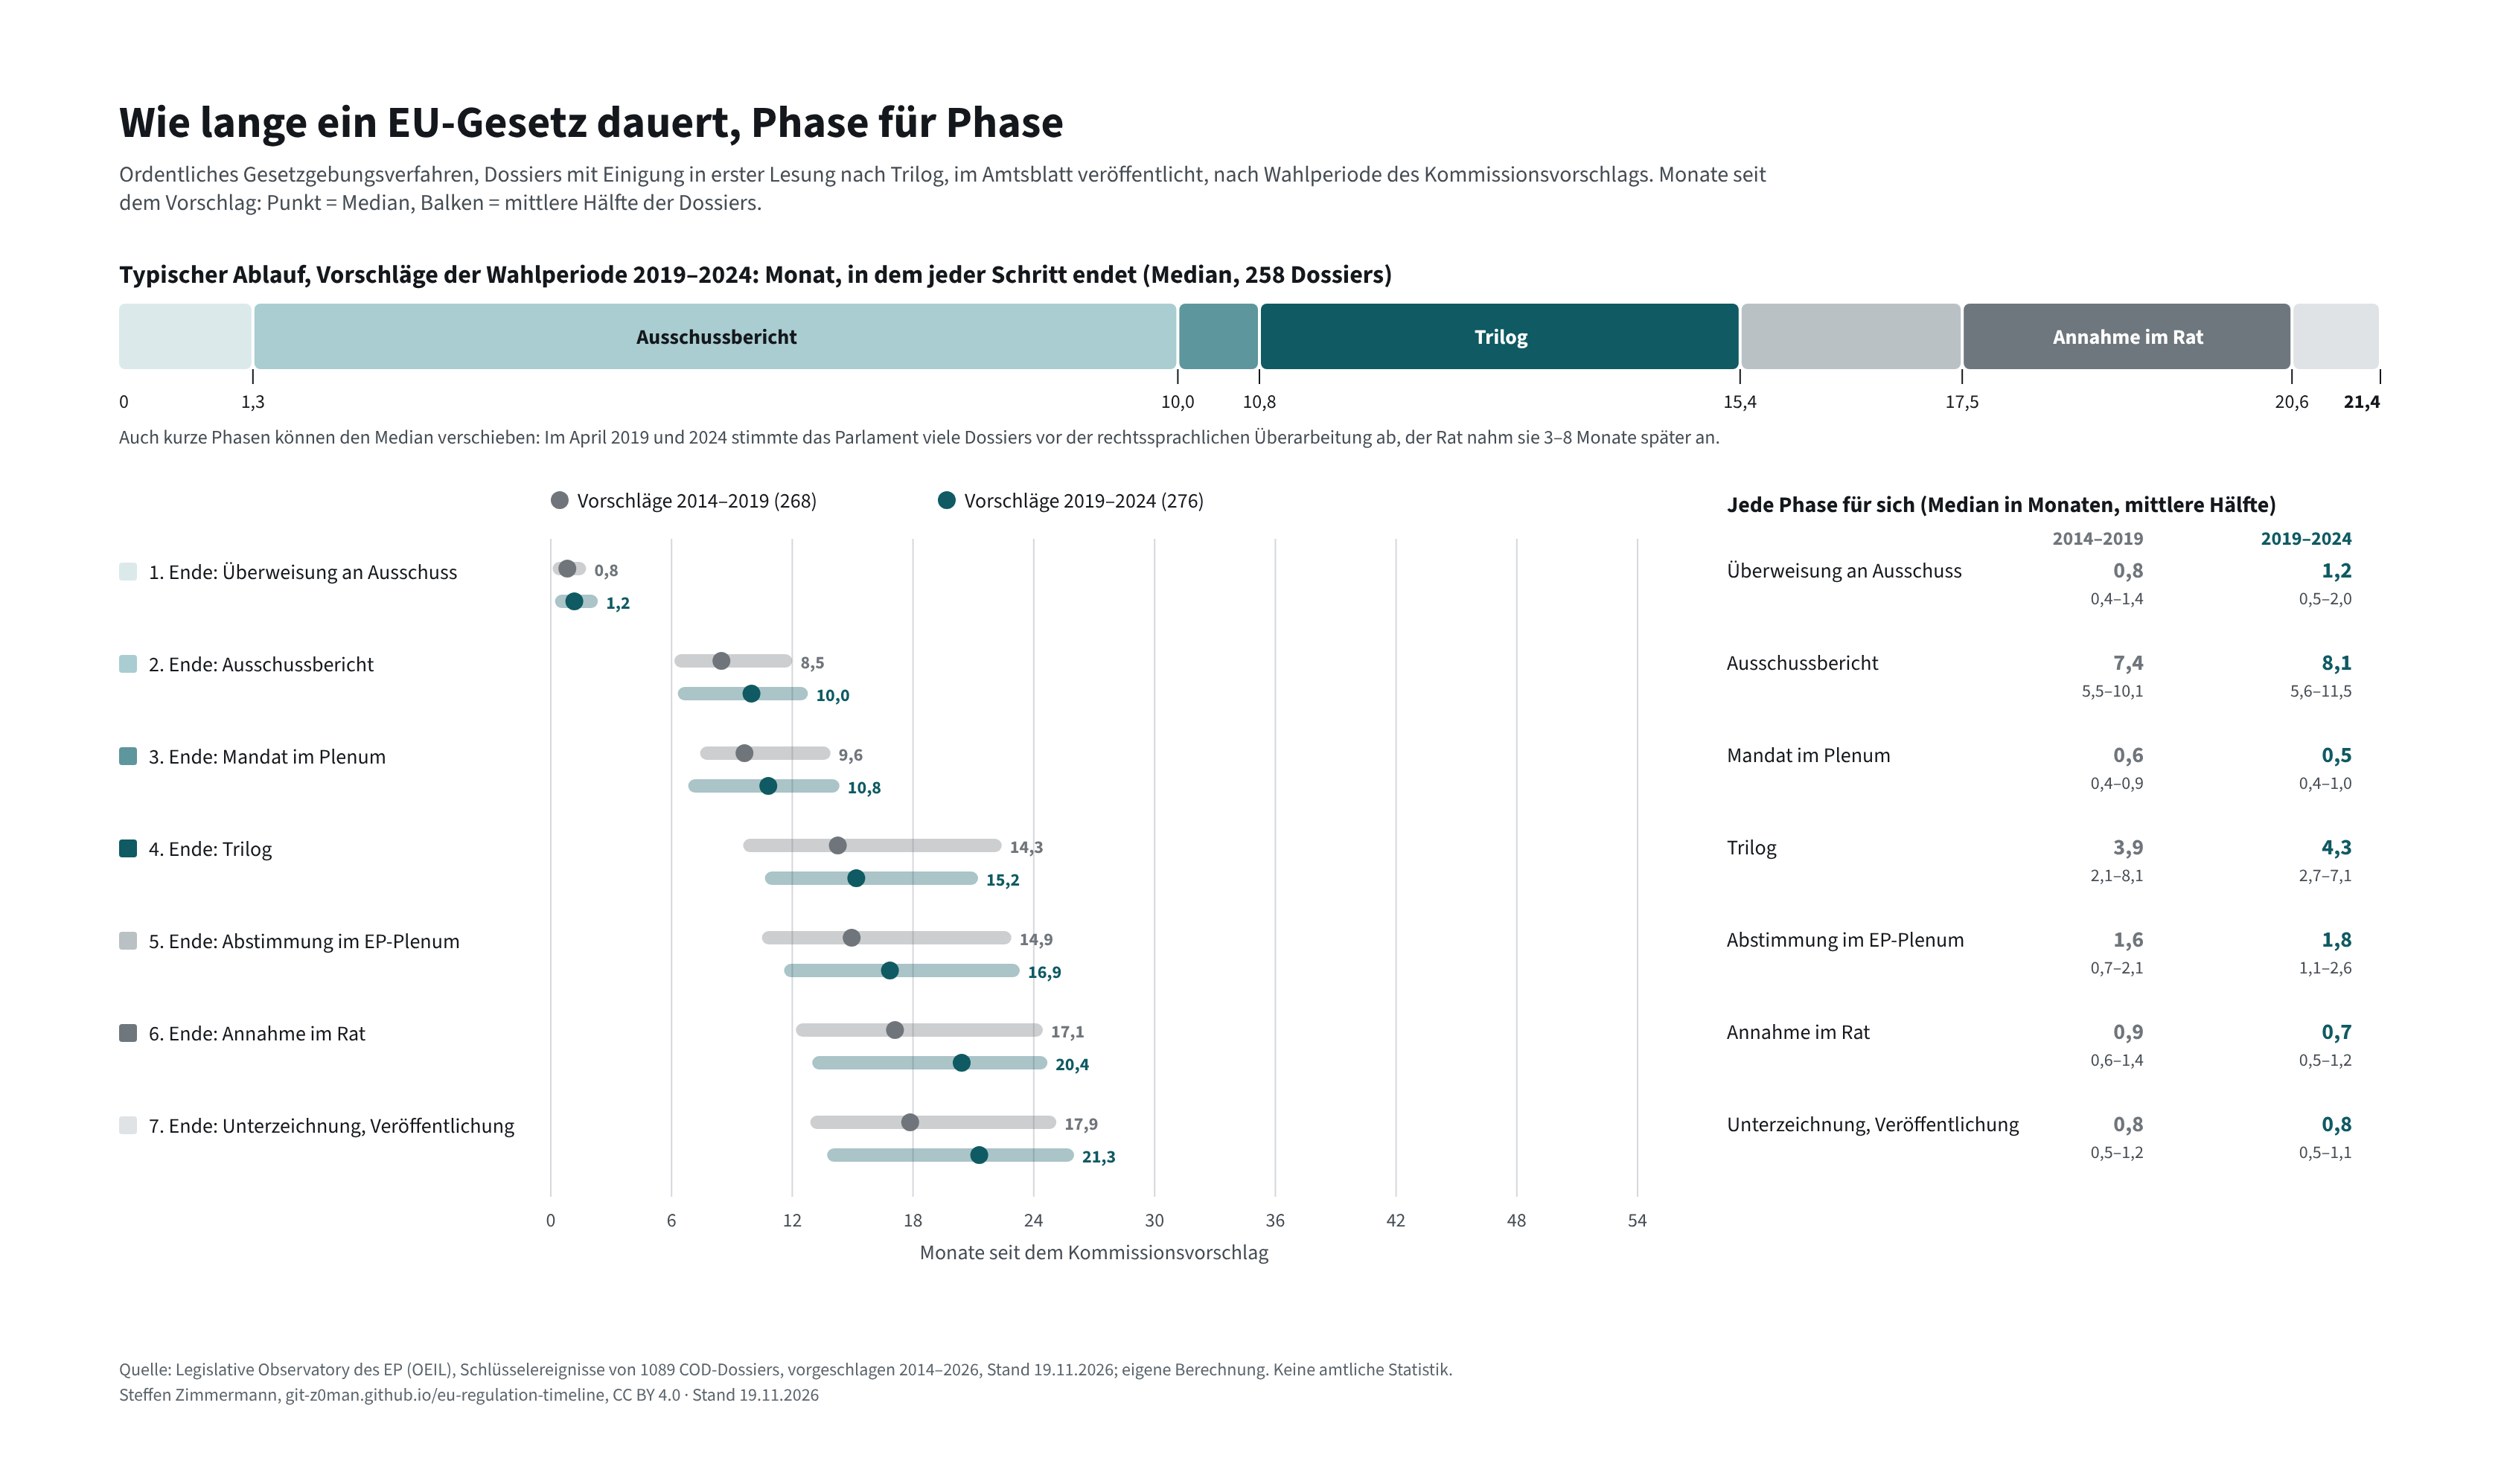 Wie lange ein EU-Gesetz dauert, Phase für Phase
Ordentliches Gesetzgebungsverfahren, Dossiers mit Einigung in erster Lesung nach Trilog, im Amtsblatt veröffentlicht, nach Wahlperiode des Kommissionsvorschlags. Monate seit
dem Vorschlag: Punkt = Median, Balken = mittlere Hälfte der Dossiers.
Typischer Ablauf, Vorschläge der Wahlperiode 2019–2024: Monat, in dem jeder Schritt endet (Median, 258 Dossiers)
Ausschussbericht Trilog Annahme im Rat
0 1,3 10,0 10,8 15,4 17,5 20,6 21,4
Auch kurze Phasen können den Median verschieben: Im April 2019 und 2024 stimmte das Parlament viele Dossiers vor der rechtssprachlichen Überarbeitung ab, der Rat nahm sie 3–8 Monate später an.
Vorschläge 2014–2019 (268) Vorschläge 2019–2024 (276)
1. Ende: Überweisung an Ausschuss
0,8
1,2
2. Ende: Ausschussbericht
8,5
10,0
3. Ende: Mandat im Plenum
9,6
10,8
4. Ende: Trilog
14,3
15,2
5. Ende: Abstimmung im EP-Plenum
14,9
16,9
6. Ende: Annahme im Rat
17,1
20,4
7. Ende: Unterzeichnung, Veröffentlichung
17,9
21,3
0 6 12 18 24 30 36 42 48 54
Monate seit dem Kommissionsvorschlag
Jede Phase für sich (Median in Monaten, mittlere Hälfte)
2014–2019 2019–2024
Überweisung an Ausschuss 0,8 1,2
0,4–1,4 0,5–2,0
Ausschussbericht 7,4 8,1
5,5–10,1 5,6–11,5
Mandat im Plenum 0,6 0,5
0,4–0,9 0,4–1,0
Trilog 3,9 4,3
2,1–8,1 2,7–7,1
Abstimmung im EP-Plenum 1,6 1,8
0,7–2,1 1,1–2,6
Annahme im Rat 0,9 0,7
0,6–1,4 0,5–1,2
Unterzeichnung, Veröffentlichung 0,8 0,8
0,5–1,2 0,5–1,1
Quelle: Legislative Observatory des EP (OEIL), Schlüsselereignisse von 1089 COD-Dossiers, vorgeschlagen 2014–2026, Stand 19.11.2026; eigene Berechnung. Keine amtliche Statistik.
Steffen Zimmermann, git-z0man.github.io/eu-regulation-timeline, CC BY 4.0 · Stand 19.11.2026